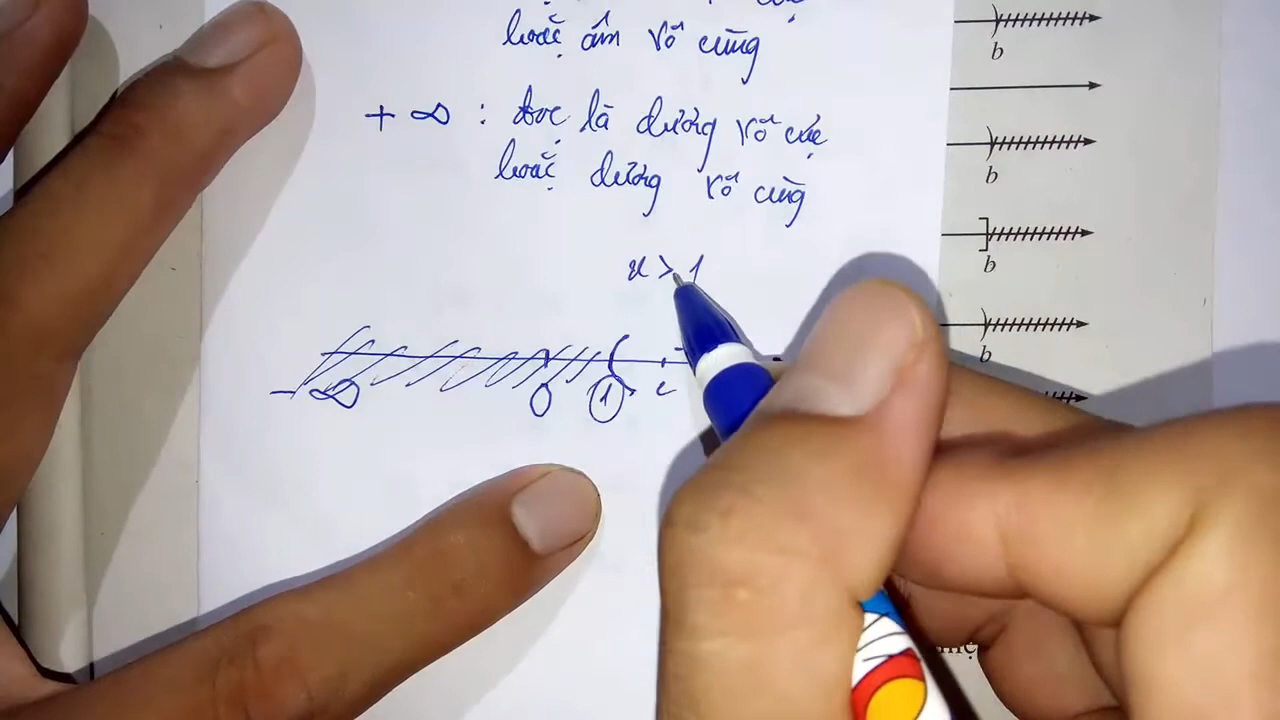 hoặc âm vô cùng
+ ∞ : đọc là dương vô cực
hoặc dương vô cùng
x > 1
- ∞ 0 1
b
b
b
b